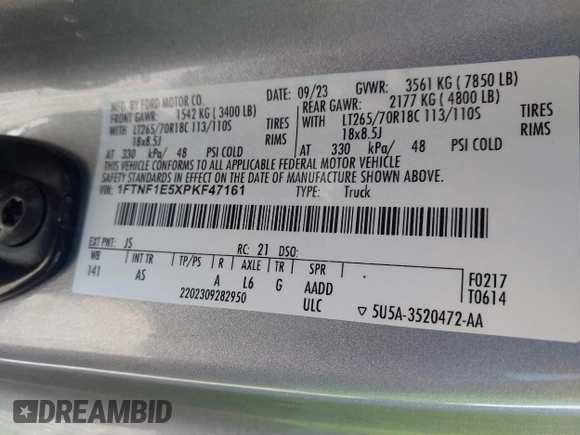 MFD. BY FORD MOTOR CO.
DATE: 09/23 GVWR: 3561 KG ( 7850 LB)
FRONT GAWR: 1542 KG ( 3400 LB) REAR GAWR: 2177 KG ( 4800 LB)
WITH LT265/70R18C 113/110S TIRES WITH LT265/70R18C 113/110S TIRES
18x8.5J RIMS 18x8.5J RIMS
AT 330 kPa/ 48 PSI COLD AT 330 kPa/ 48 PSI COLD
THIS VEHICLE CONFORMS TO ALL APPLICABLE FEDERAL MOTOR VEHICLE
SAFETY STANDARDS IN EFFECT ON THE DATE OF MANUFACTURE SHOWN ABOVE
VIN: 1FTNF1E5XPKF47161 TYPE: Truck
EXT PNT: JS RC: 21 DSO:
WB INT TR TP/PS R AXLE TR SPR F0217
141 AS A L6 G AADD T0614
2202309282950 ULC ▽ 5U5A-3520472-AA
DREAMBID